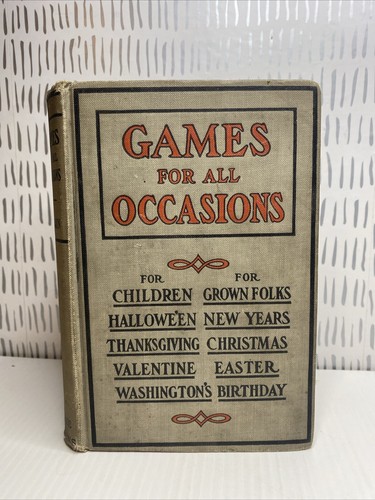 GAMES
FOR ALL
OCCASIONS
FOR FOR
CHILDREN GROWN FOLKS
HALLOWE'EN NEW YEARS
THANKSGIVING CHRISTMAS
VALENTINE EASTER
WASHINGTON'S BIRTHDAY